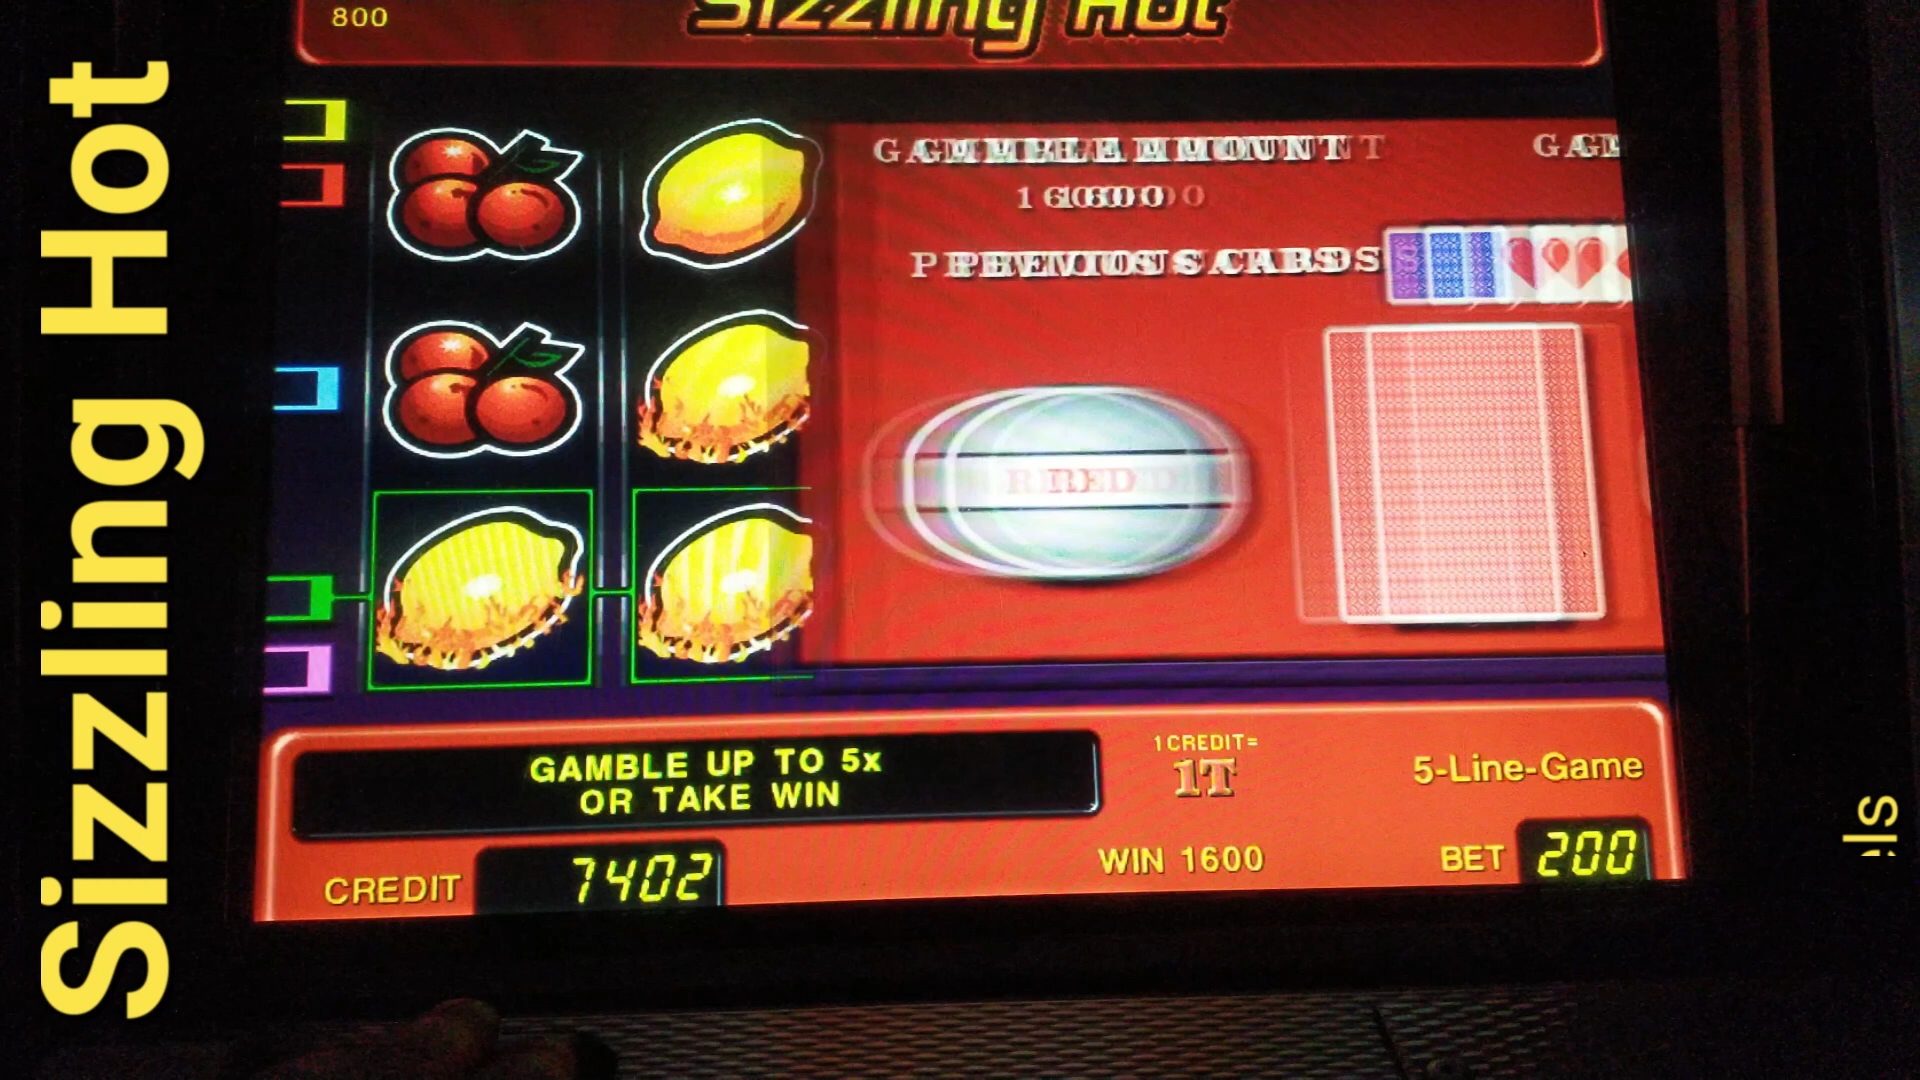 Sizzling Hot
800
Sizzling Hot
GAMBLE AMOUNT
1600
PREVIOUS CARDS
RED
GAMBLE UP TO 5x
OR TAKE WIN
1 CREDIT=
1T
5-Line-Game
CREDIT 7402
WIN 1600
BET 200